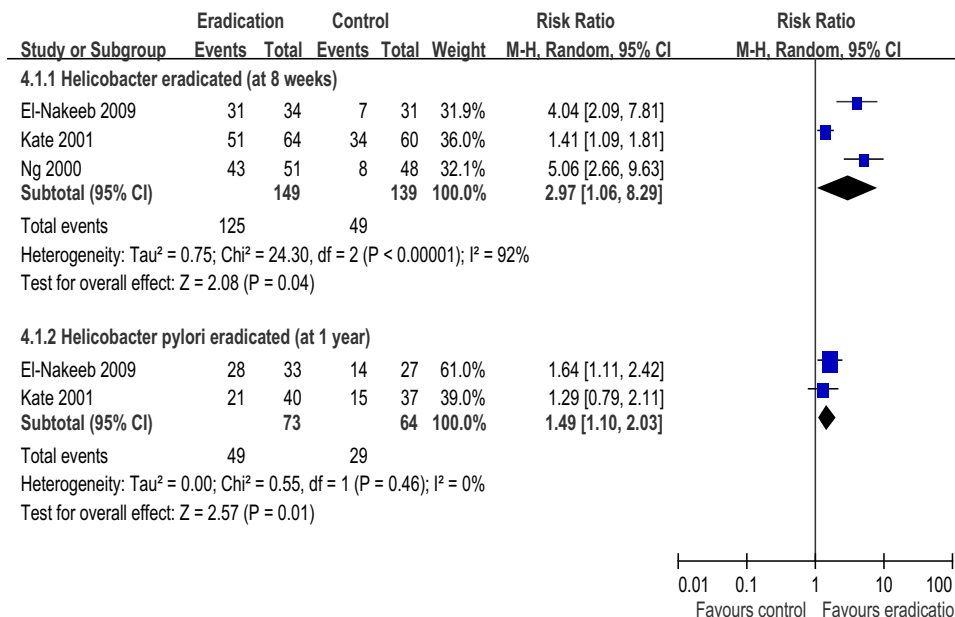 Eradication Control Risk Ratio Risk Ratio
Study or Subgroup Events Total Events Total Weight M-H, Random, 95% CI M-H, Random, 95% CI
4.1.1 Helicobacter eradicated (at 8 weeks)
El-Nakeeb 2009 31 34 7 31 31.9% 4.04 [2.09, 7.81]
Kate 2001 51 64 34 60 36.0% 1.41 [1.09, 1.81]
Ng 2000 43 51 8 48 32.1% 5.06 [2.66, 9.63]
Subtotal (95% CI) 149 139 100.0% 2.97 [1.06, 8.29]
Total events 125 49
Heterogeneity: Tau² = 0.75; Chi² = 24.30, df = 2 (P < 0.00001); I² = 92%
Test for overall effect: Z = 2.08 (P = 0.04)
4.1.2 Helicobacter pylori eradicated (at 1 year)
El-Nakeeb 2009 28 33 14 27 61.0% 1.64 [1.11, 2.42]
Kate 2001 21 40 15 37 39.0% 1.29 [0.79, 2.11]
Subtotal (95% CI) 73 64 100.0% 1.49 [1.10, 2.03]
Total events 49 29
Heterogeneity: Tau² = 0.00; Chi² = 0.55, df = 1 (P = 0.46); I² = 0%
Test for overall effect: Z = 2.57 (P = 0.01)
0.01 0.1 1 10 100
Favours control Favours eradicatio